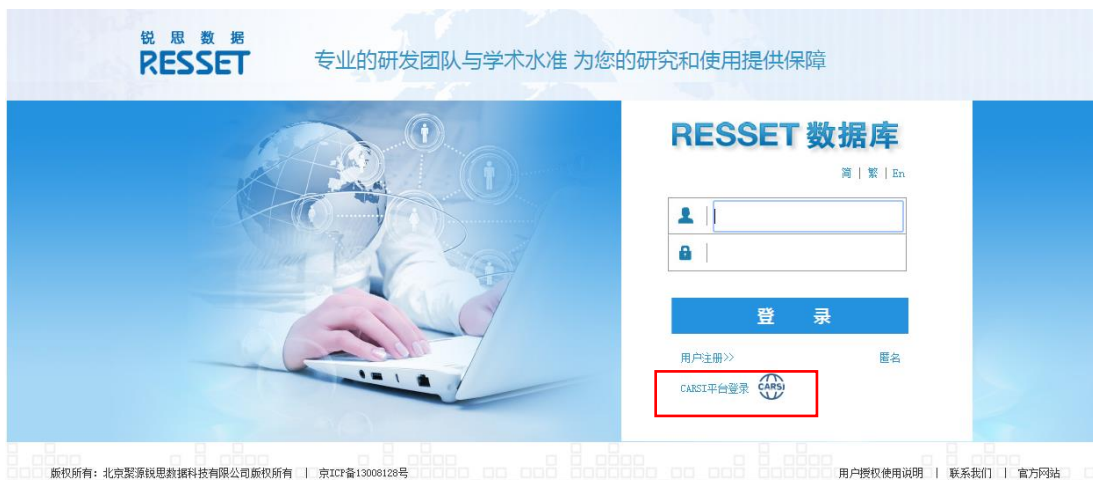 锐思数据
RESSET
专业的研发团队与学术水准 为您的研究和使用提供保障
RESSET 数据库
简 | 繁 | En
登 录
用户注册>> 匿名
CARSI平台登录 CARSI
版权所有：北京聚源锐思数据科技有限公司版权所有 | 京ICP备13008128号 用户授权使用说明 | 联系我们 | 官方网站